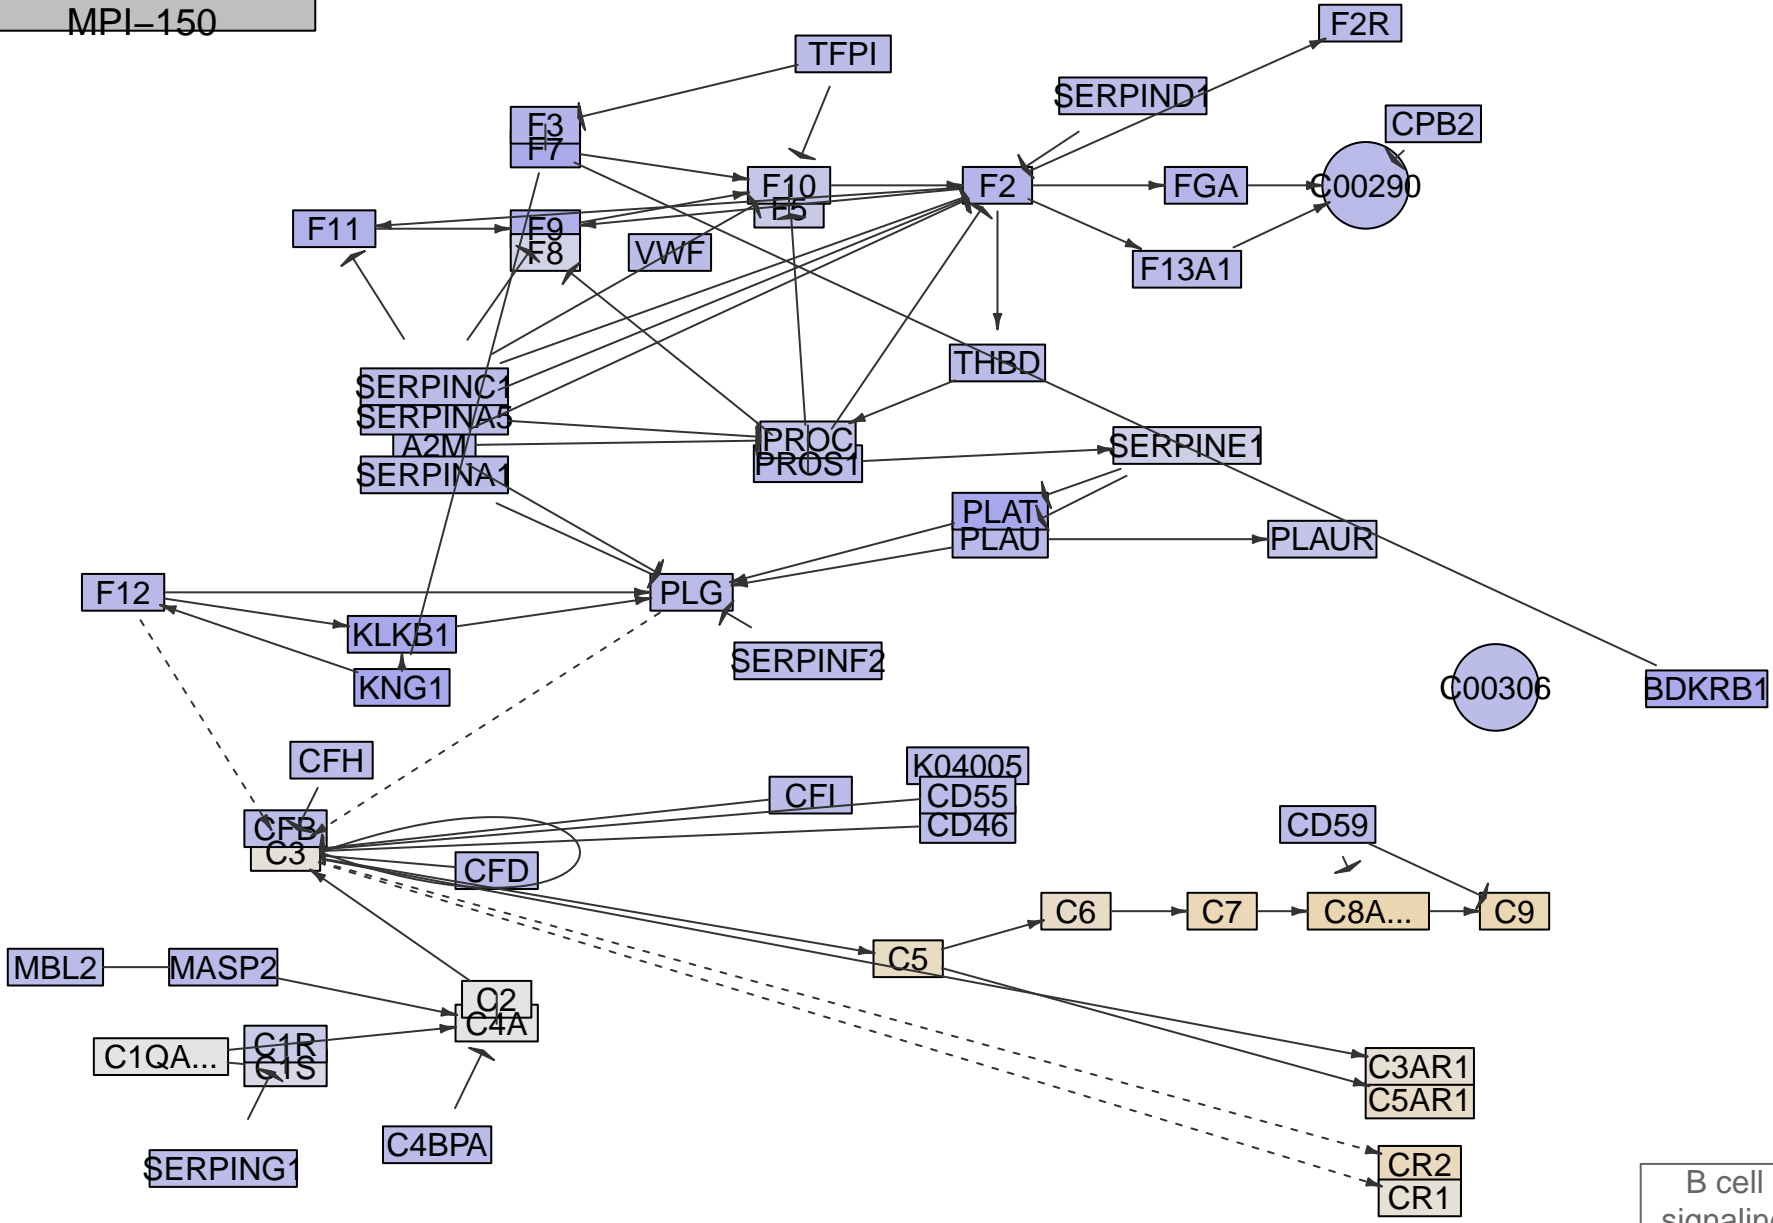 MPI–150
F2R
TFPI
SERPIND1
CPB2
F3
F7
F10
F2
FGA
C00290
F5
F11
F9
F8
VWF
F13A1
THBD
SERPINC1
SERPINA5
A2M
SERPINA1
PROC
PROS1
SERPINE1
PLAT
PLAU
PLAUR
F12
PLG
KLKB1
SERPINF2
KNG1
C00306
BDKRB1
CFH
K04005
CFI
CD55
CD46
CFB
C3
CD59
CFD
C6
C7
C8A...
C9
C5
MBL2
MASP2
C2
C4A
C1QA...
C1R
C1S
C3AR1
C5AR1
C4BPA
SERPING1
CR2
CR1
B cell
signaling